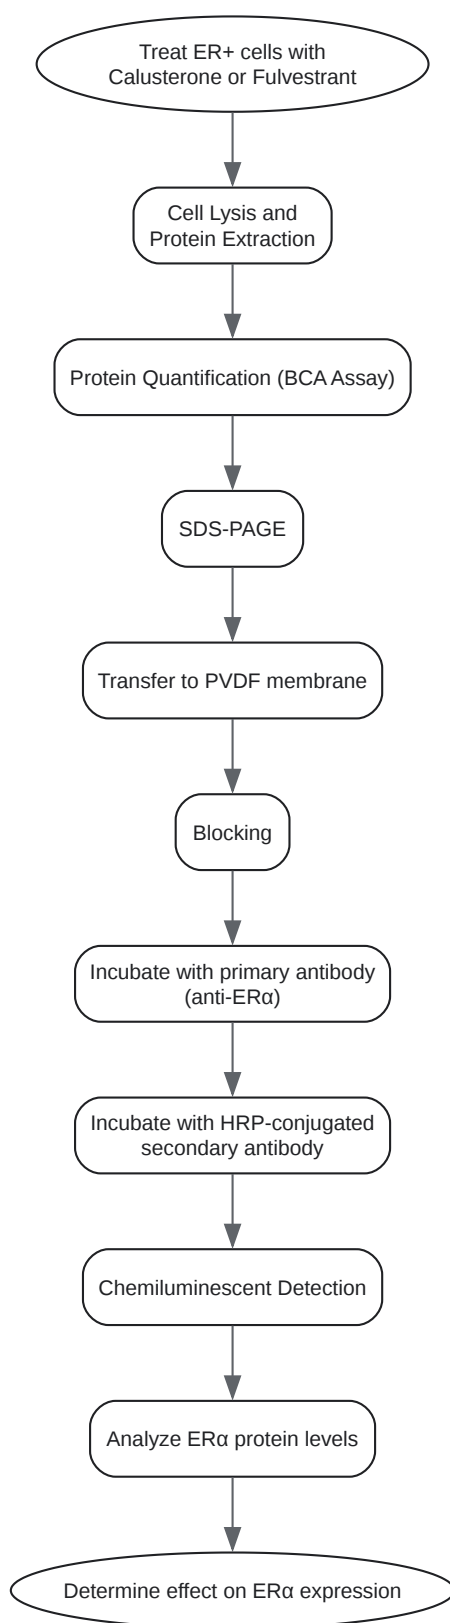 Treat ER+ cells with
Calusterone or Fulvestrant
Cell Lysis and
Protein Extraction
Protein Quantification (BCA Assay)
SDS-PAGE
Transfer to PVDF membrane
Blocking
Incubate with primary antibody
(anti-ERα)
Incubate with HRP-conjugated
secondary antibody
Chemiluminescent Detection
Analyze ERα protein levels
Determine effect on ERα expression